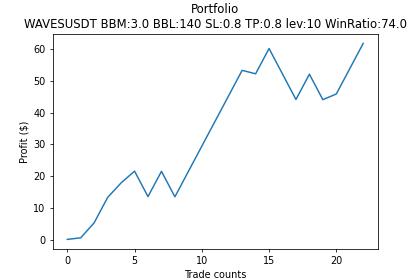 Portfolio
WAVESUSDT BBM:3.0 BBL:140 SL:0.8 TP:0.8 lev:10 WinRatio:74.0
60
50
40
30
20
10
0
Profit ($)
0 5 10 15 20
Trade counts